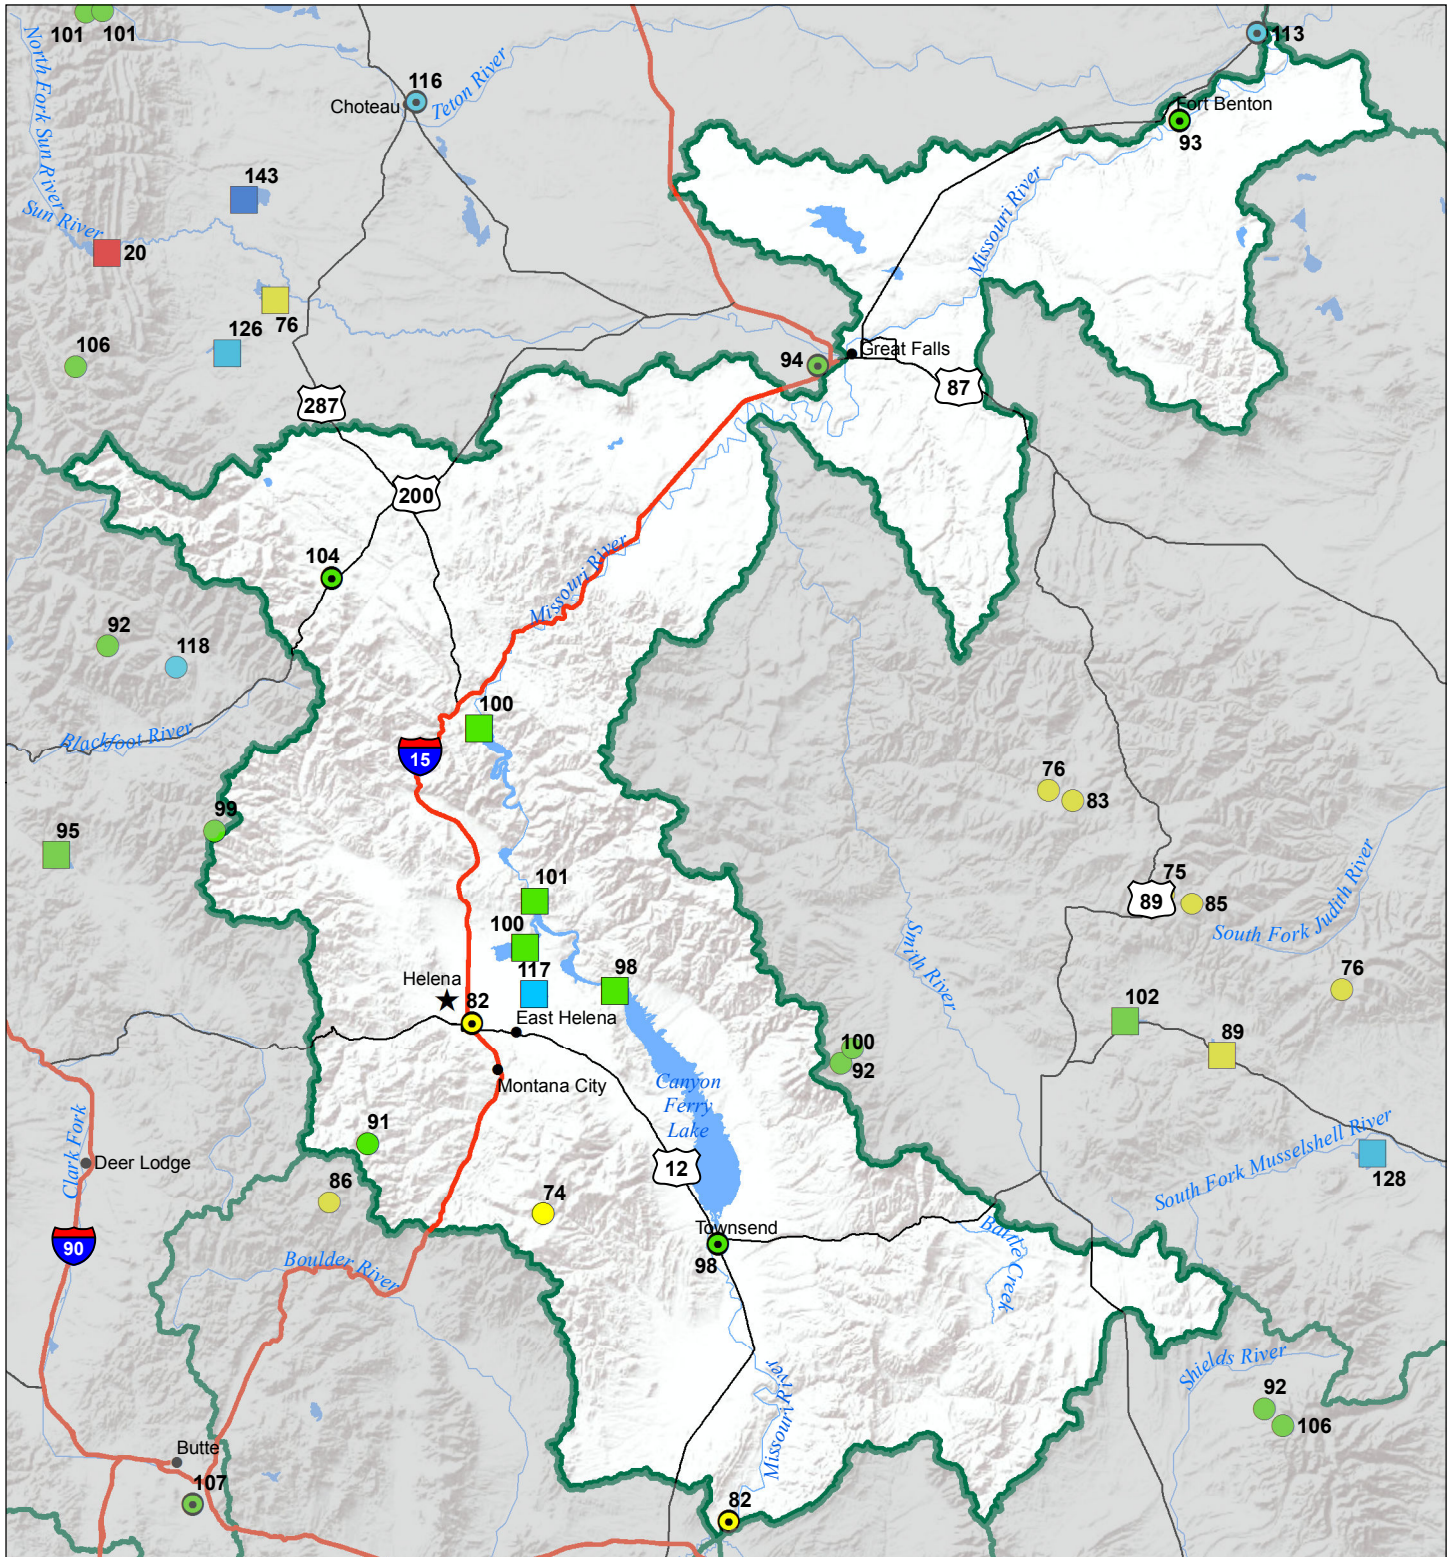 101
101
113
North Fork Sun River
116
Choteau
Teton River
Fort Benton
93
143
Sun River
20
Missouri River
76
126
106
94
Great Falls
287
87
200
104
Missouri River
92
118
100
Blackfoot River
15
76
83
99
95
101
75
89
85
South Fork Judith River
100
Smith River
117
98
Helena
82
East Helena
76
102
89
100
92
Montana City
Canyon
Ferry
Lake
Clark Fork
91
Deer Lodge
12
South Fork Musselshell River
128
86
74
90
Townsend
98
Battle Creek
Boulder River
Shields River
Missouri River
92
106
Butte
107
82